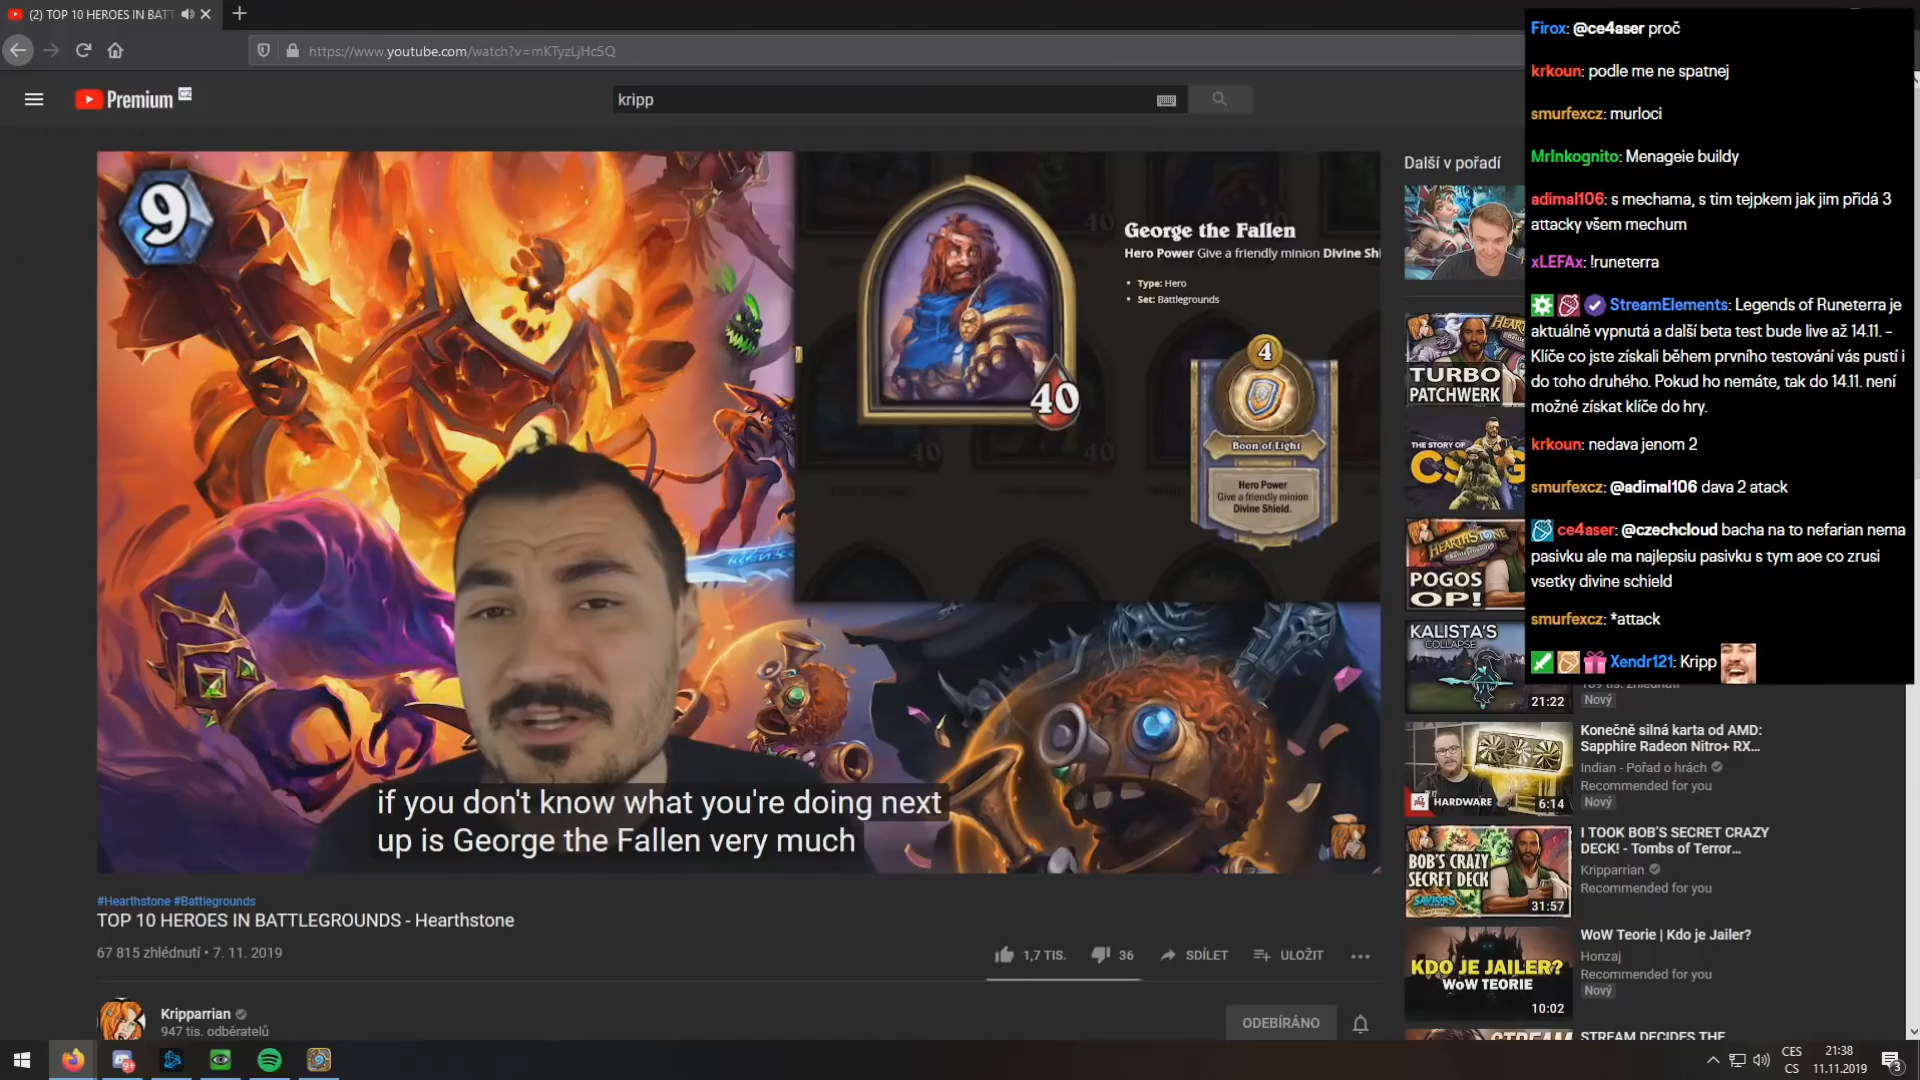 (2) TOP 10 HEROES IN BATT
https://www.youtube.com/watch?v=mKTyzLjHc5Q
Premium CZ
kripp
9
George the Fallen
Hero Power Give a friendly minion Divine Shi
• Type: Hero
• Set: Battlegrounds
40
4
Boon of Light
Hero Power
Give a friendly minion
Divine Shield.
40
40
40
40
if you don't know what you're doing next
up is George the Fallen very much
#Hearthstone #Battlegrounds
TOP 10 HEROES IN BATTLEGROUNDS - Hearthstone
67 815 zhlédnutí • 7. 11. 2019
1,7 TIS.
36
SDÍLET
ULOŽIT
Kripparrian
947 tis. odběratelů
ODEBÍRÁNO
Další v pořadí
TURBO
PATCHWERK
THE STORY OF
HEARTHSTONE
POGOS
OP!
KALISTA'S
COLLAPSE
21:22
Nový
HARDWARE
6:14
Konečně silná karta od AMD:
Sapphire Radeon Nitro+ RX...
Indian - Pořad o hrách
Recommended for you
Nový
BOB'S CRAZY
SECRET DECK
31:57
I TOOK BOB'S SECRET CRAZY
DECK! - Tombs of Terror...
Kripparrian
Recommended for you
KDO JE JAILER?
WOW TEORIE
10:02
WoW Teorie | Kdo je Jailer?
Honzaj
Recommended for you
Nový
STREAM DECIDES THE
Firox: @ce4aser proč
krkoun: podle me ne spatnej
smurfexcz: murloci
MrInkognito: Menageie buildy
adimal106: s mechama, s tim tejpkem jak jim přidá 3
attacky všem mechum
xLEFAx: !runeterra
StreamElements: Legends of Runeterra je
aktuálně vypnutá a další beta test bude live až 14.11. -
Klíče co jste získali během prvního testování vás pustí i
do toho druhého. Pokud ho nemáte, tak do 14.11. není
možné získat klíče do hry.
krkoun: nedava jenom 2
smurfexcz: @adimal106 dava 2 atack
ce4aser: @czechcloud bacha na to nefarian nema
pasivku ale ma najlepsiu pasivku s tym aoe co zrusi
vsetky divine schield
smurfexcz: *attack
Xendr121: Kripp
9+
CES
CS
21:38
11.11.2019
3